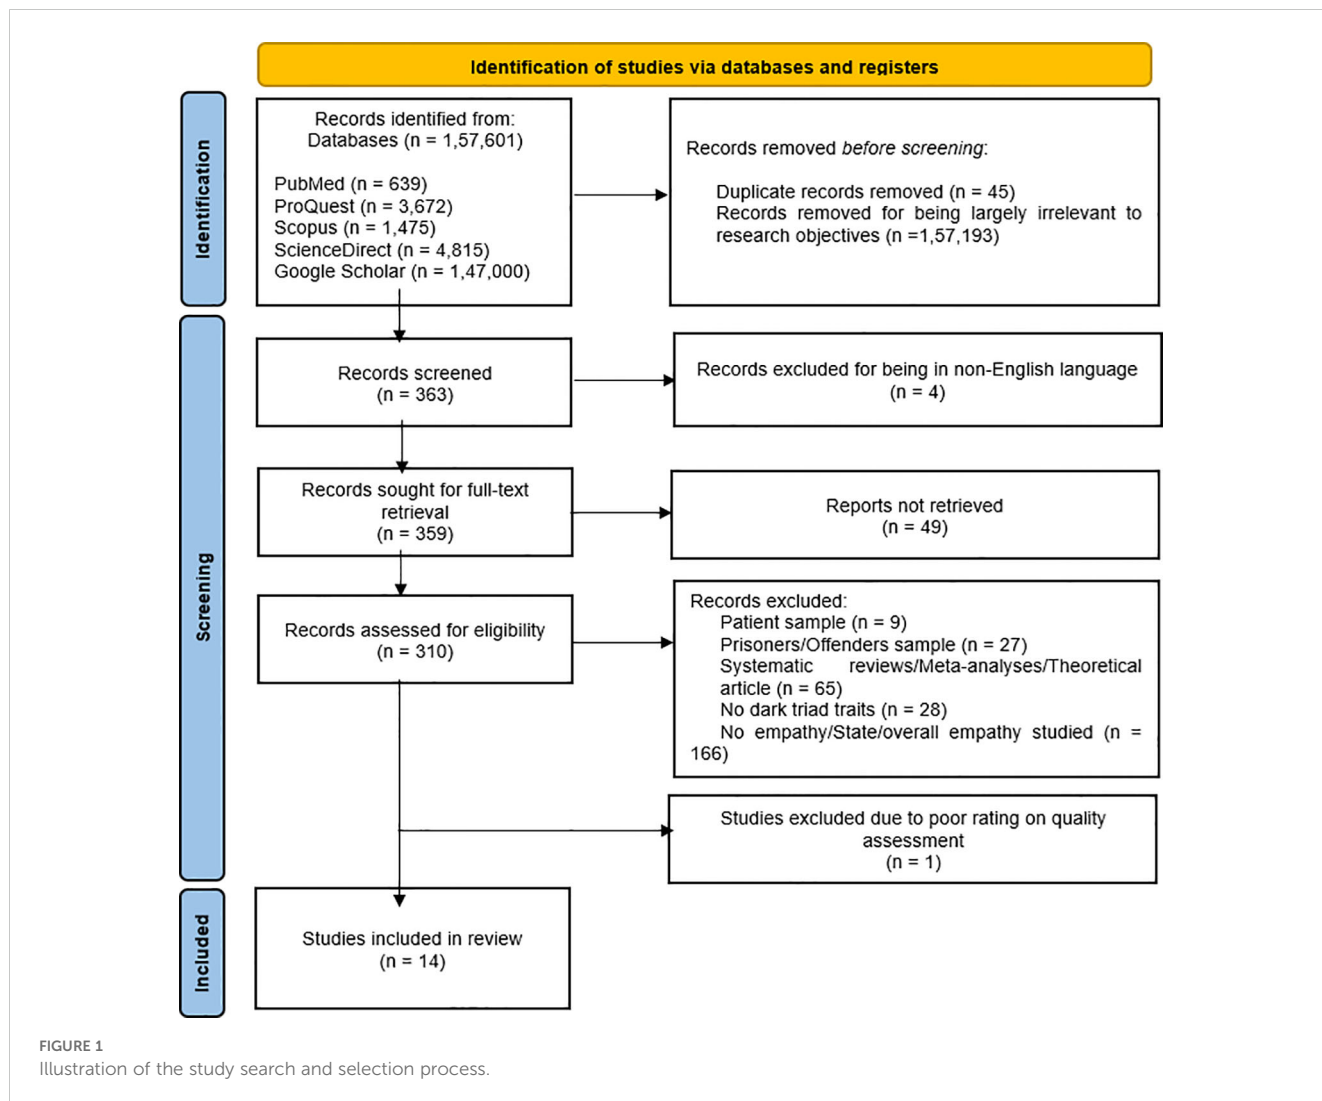 Identification of studies via databases and registers
Identification
Records identified from:
Databases (n = 1,57,601)
PubMed (n = 639)
ProQuest (n = 3,672)
Scopus (n = 1,475)
ScienceDirect (n = 4,815)
Google Scholar (n = 1,47,000)
Records removed before screening:
Duplicate records removed (n = 45)
Records removed for being largely irrelevant to
research objectives (n =1,57,193)
Screening
Records screened
(n = 363)
Records excluded for being in non-English language
(n = 4)
Records sought for full-text
retrieval
(n = 359)
Reports not retrieved
(n = 49)
Records assessed for eligibility
(n = 310)
Records excluded:
Patient sample (n = 9)
Prisoners/Offenders sample (n = 27)
Systematic reviews/Meta-analyses/Theoretical
article (n = 65)
No dark triad traits (n = 28)
No empathy/State/overall empathy studied (n =
166)
Studies excluded due to poor rating on quality
assessment
(n = 1)
Included
Studies included in review
(n = 14)
FIGURE 1
Illustration of the study search and selection process.